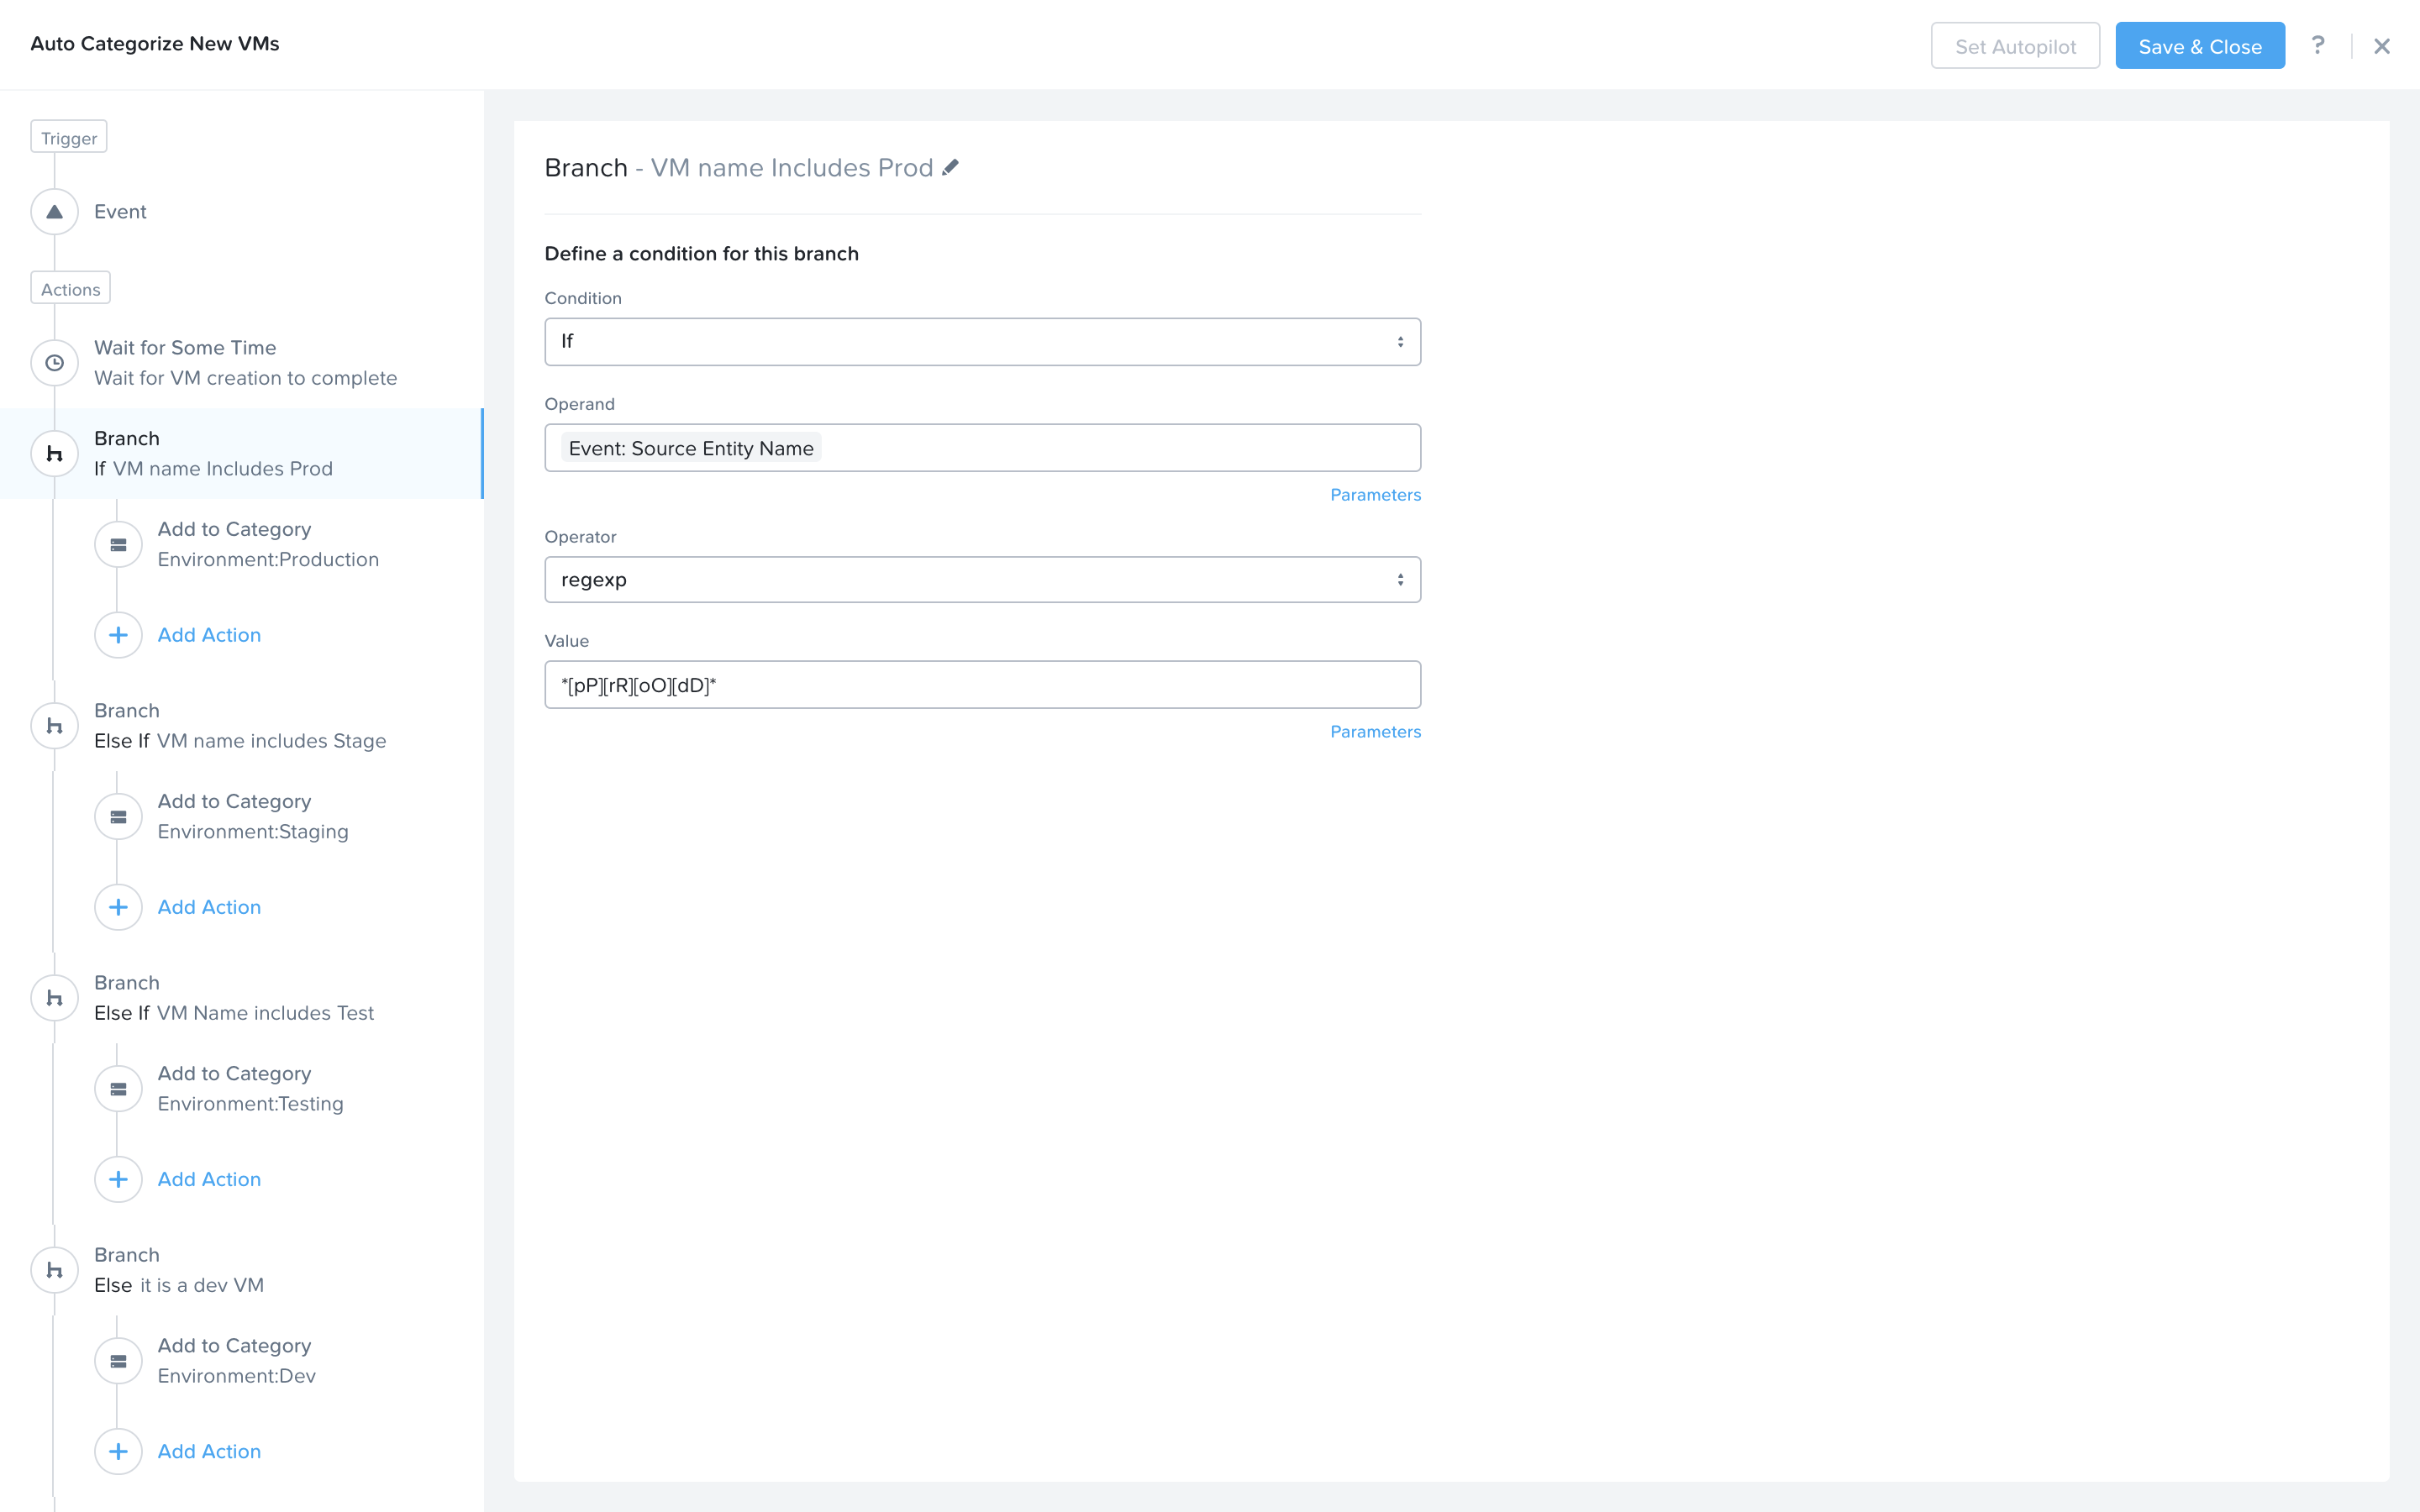 Auto Categorize New VMs
Set Autopilot
Save & Close
?
Trigger
Event
Actions
Wait for Some Time
Wait for VM creation to complete
Branch
If VM name Includes Prod
Add to Category
Environment:Production
Add Action
Branch
Else If VM name includes Stage
Add to Category
Environment:Staging
Add Action
Branch
Else If VM Name includes Test
Add to Category
Environment:Testing
Add Action
Branch
Else it is a dev VM
Add to Category
Environment:Dev
Add Action
Branch - VM name Includes Prod
Define a condition for this branch
Condition
If
Operand
Event: Source Entity Name
Parameters
Operator
regexp
Value
*[pP][rR][oO][dD]*
Parameters